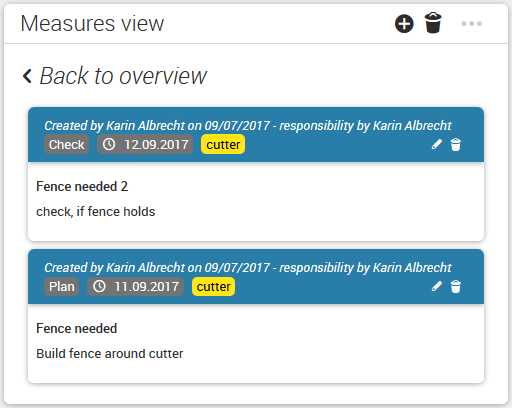 Measures view
Back to overview
Created by Karin Albrecht on 09/07/2017 - responsibility by Karin Albrecht
Check 12.09.2017 cutter
Fence needed 2
check, if fence holds
Created by Karin Albrecht on 09/07/2017 - responsibility by Karin Albrecht
Plan 11.09.2017 cutter
Fence needed
Build fence around cutter